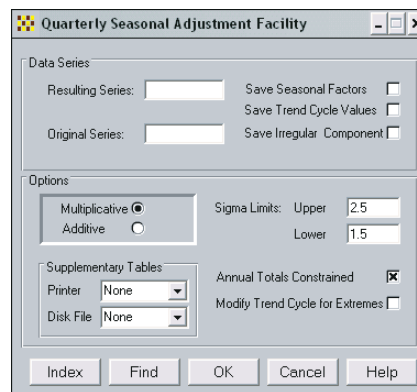 Quarterly Seasonal Adjustment Facility
Data Series
Resulting Series:
Save Seasonal Factors
Save Trend Cycle Values
Original Series:
Save Irregular Component
Options
Multiplicative
Additive
Sigma Limits: Upper 2.5
Lower 1.5
Supplementary Tables
Printer None
Disk File None
Annual Totals Constrained
Modify Trend Cycle for Extremes
Index Find OK Cancel Help